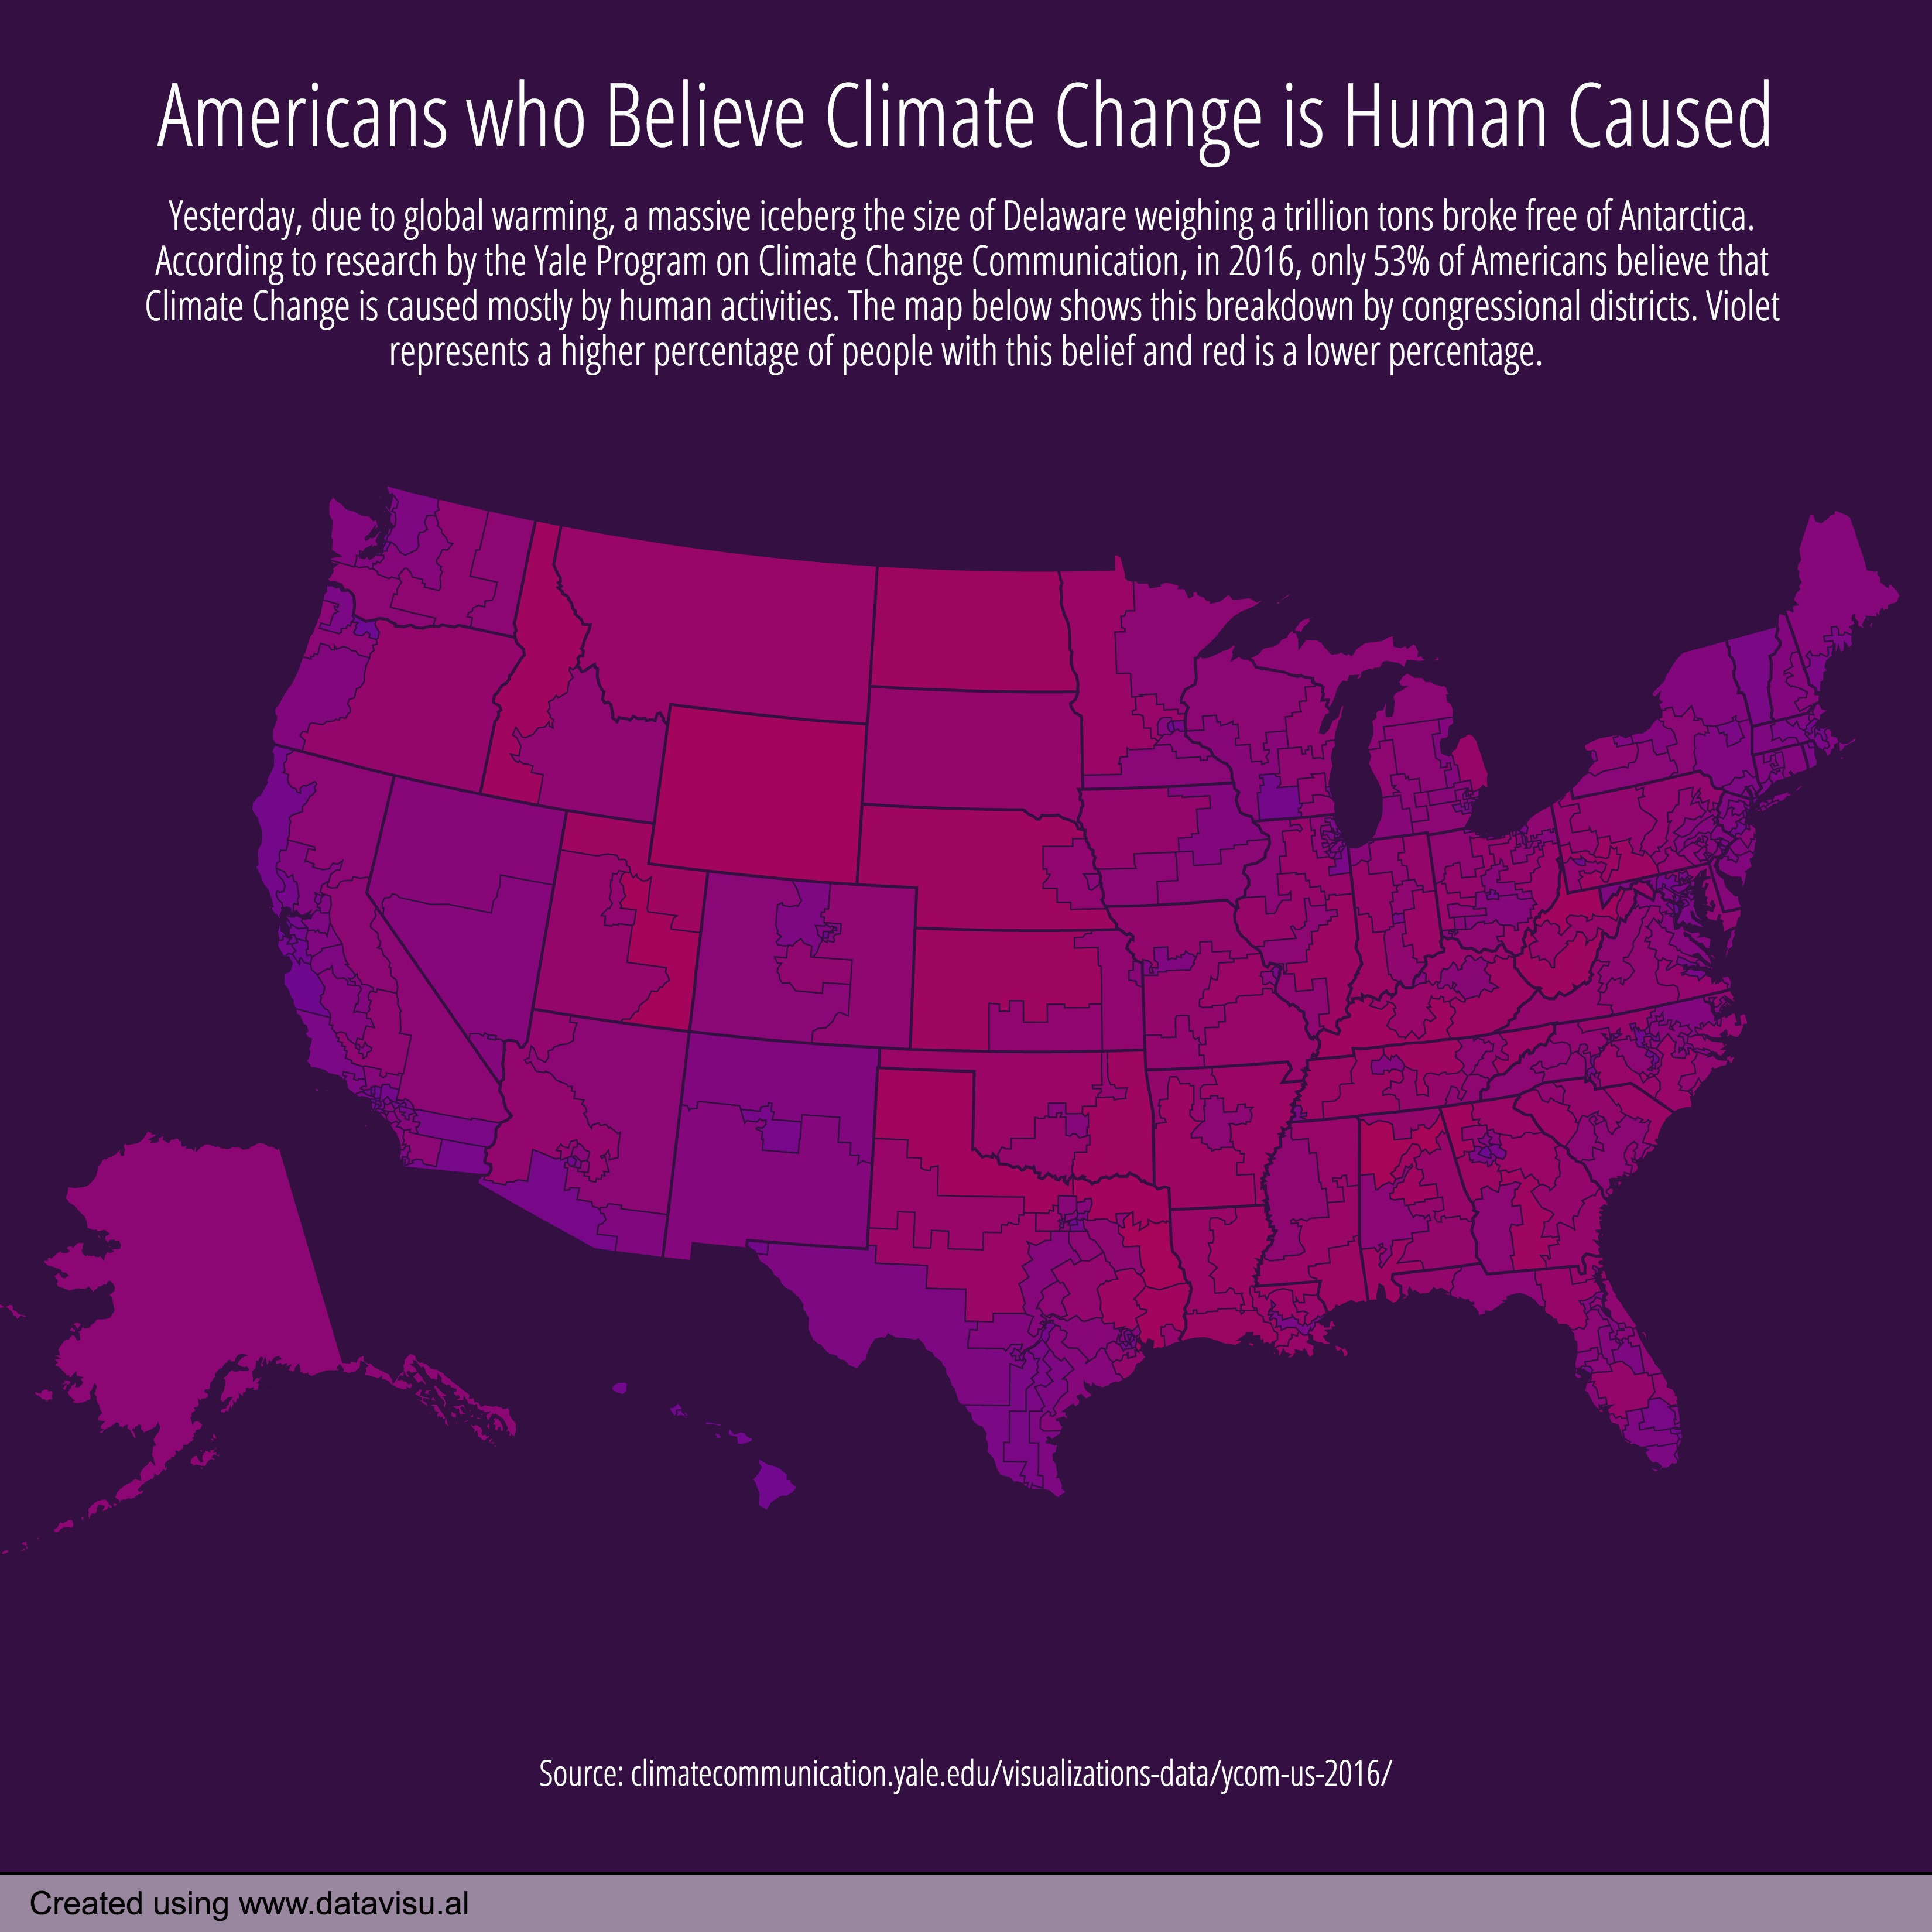 Americans who Believe Climate Change is Human Caused
Yesterday, due to global warming, a massive iceberg the size of Delaware weighing a trillion tons broke free of Antarctica.
According to research by the Yale Program on Climate Change Communication, in 2016, only 53% of Americans believe that
Climate Change is caused mostly by human activities. The map below shows this breakdown by congressional districts. Violet
represents a higher percentage of people with this belief and red is a lower percentage.
Source: climatecommunication.yale.edu/visualizations-data/ycom-us-2016/
Created using www.datavisu.al